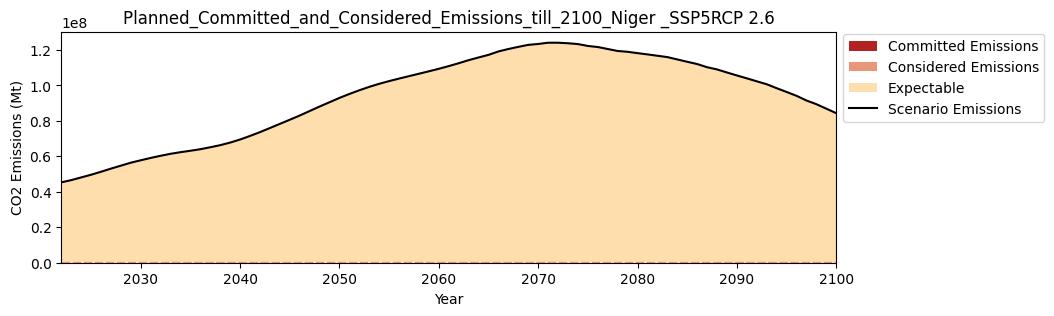 Planned_Committed_and_Considered_Emissions_till_2100_Niger _SSP5RCP 2.6
1e8
1.2
1.0
0.8
0.6
0.4
0.2
0.0
CO2 Emissions (Mt)
2030 2040 2050 2060 2070 2080 2090 2100
Year
Committed Emissions
Considered Emissions
Expectable
Scenario Emissions